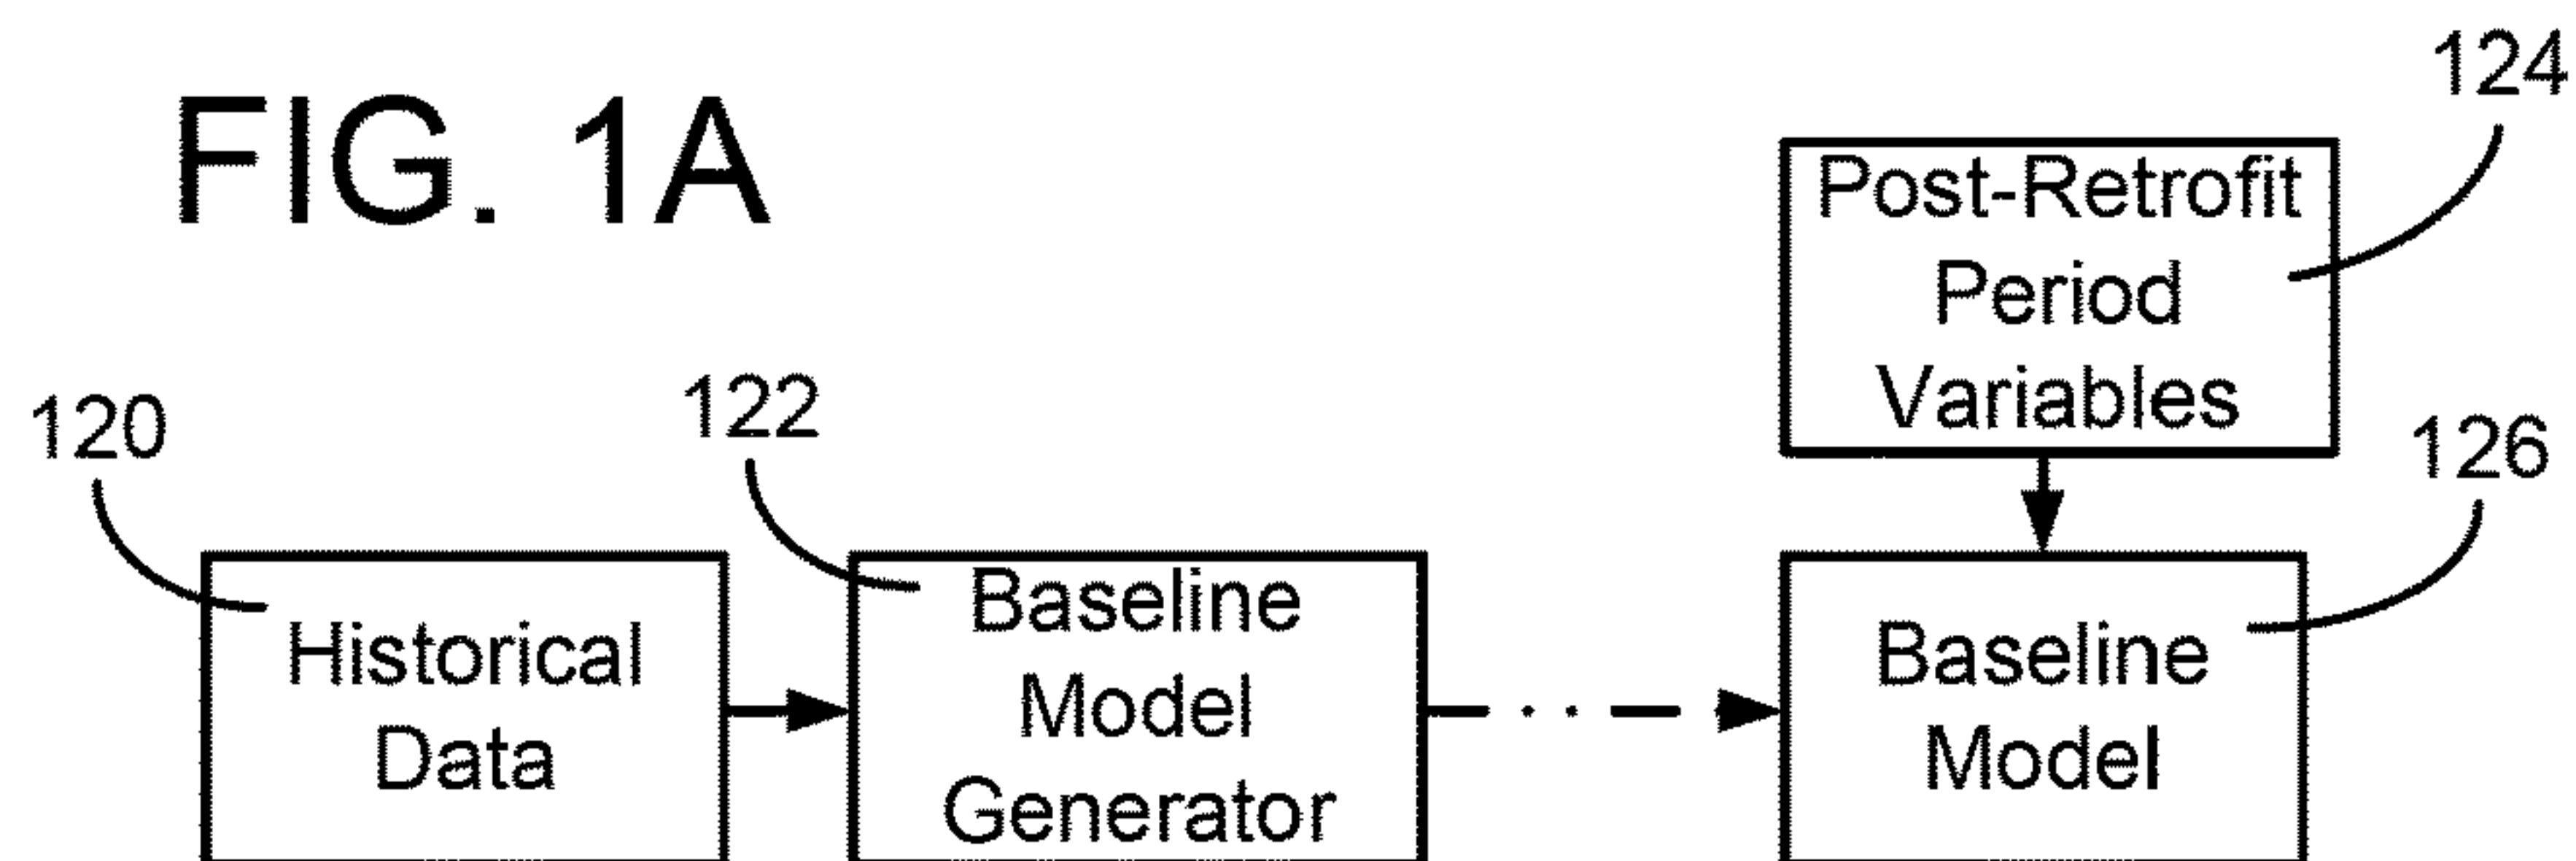 FIG. 1A
124
Post-Retrofit
Period
Variables
120
122
126
Historical
Data
Baseline
Model
Generator
Baseline
Model